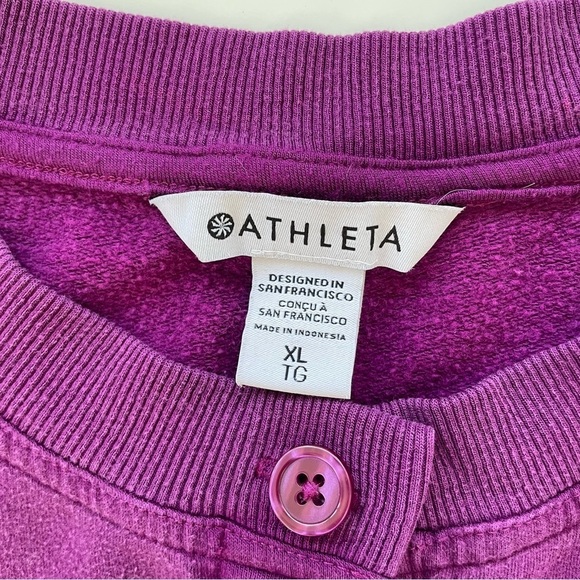 ATHLETA
DESIGNED IN
SAN FRANCISCO
CONÇU À
SAN FRANCISCO
MADE IN INDONESIA
XL
TG